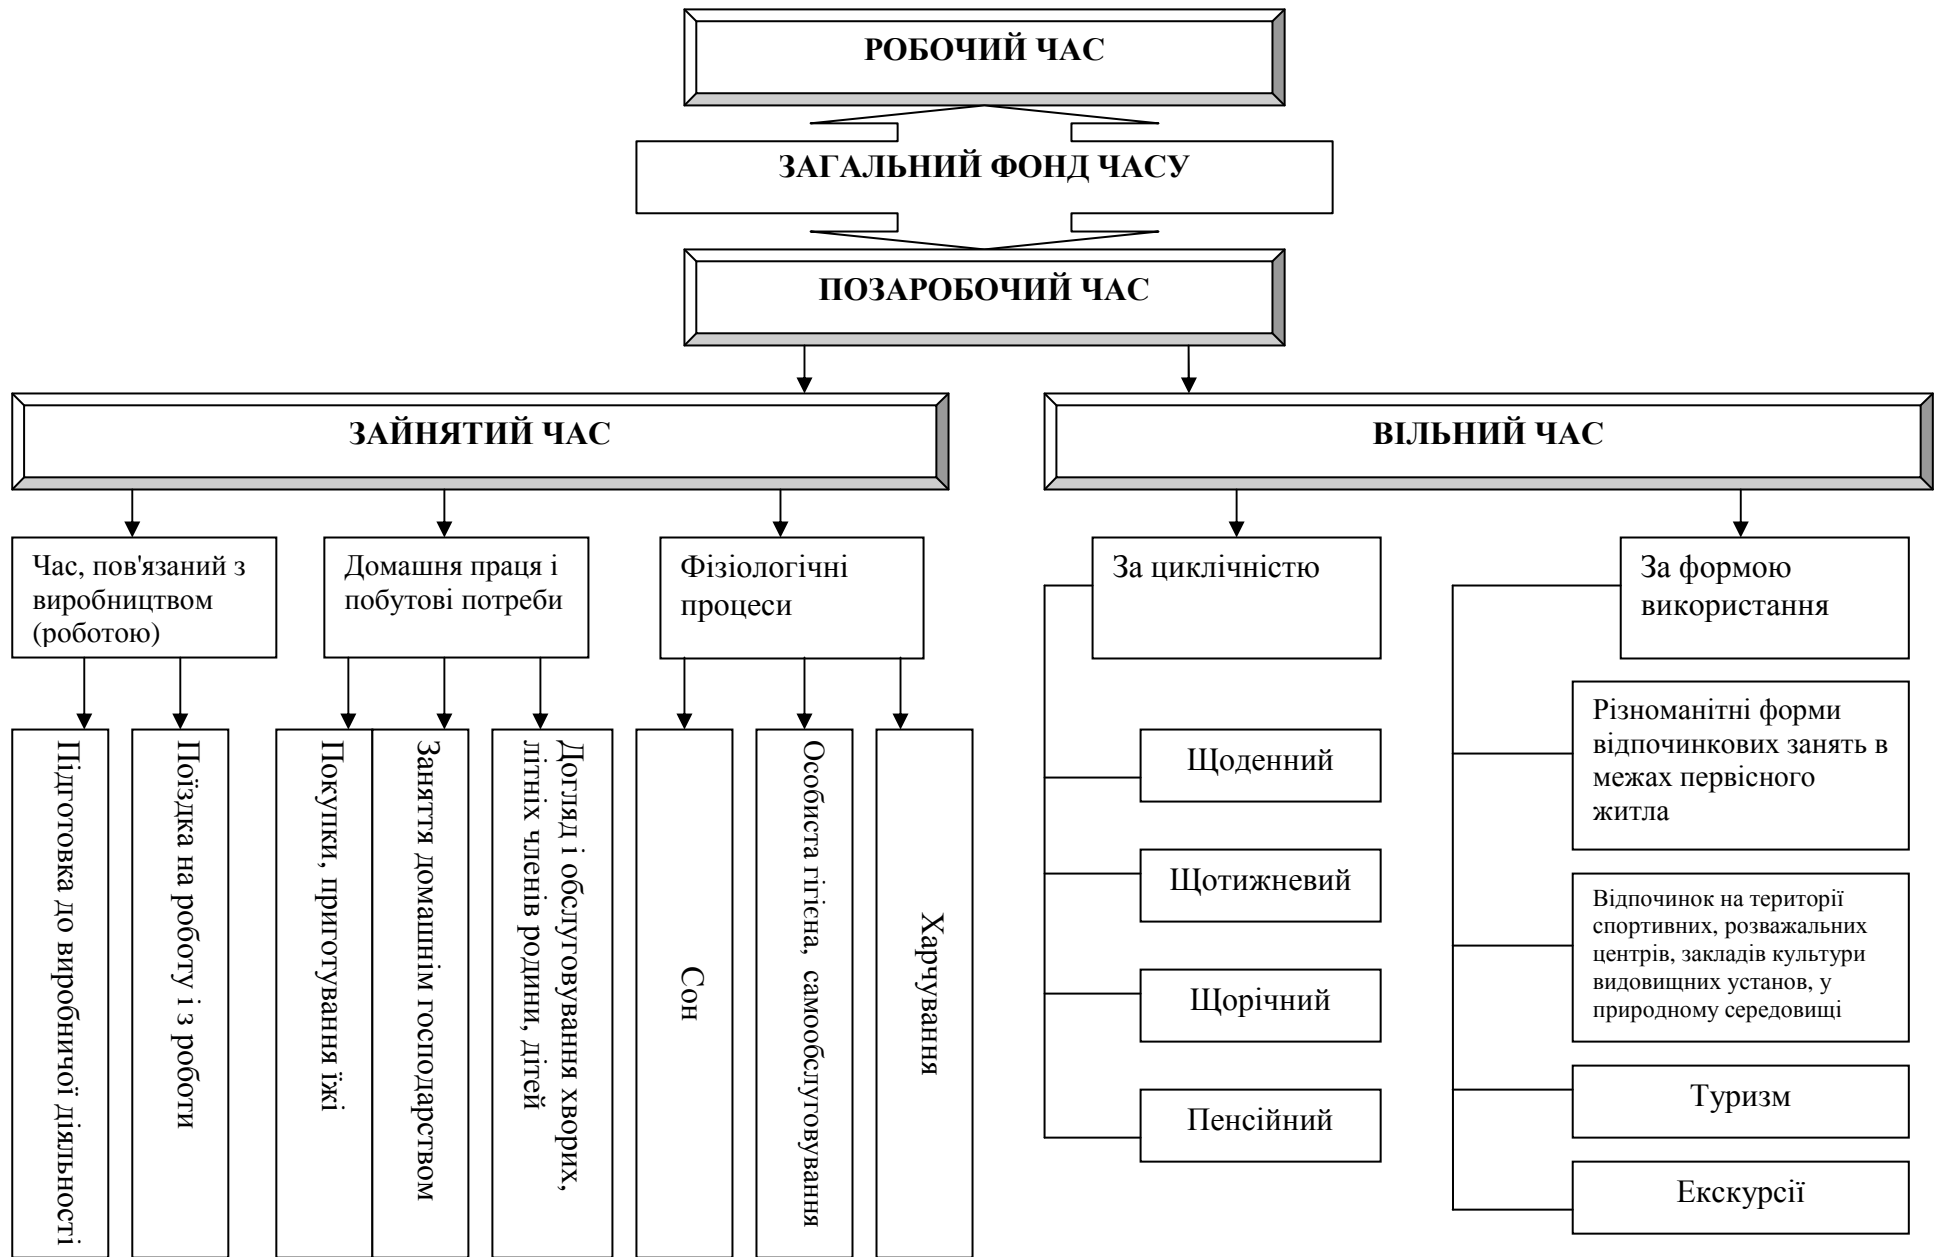 РОБОЧИЙ ЧАС
ЗАГАЛЬНИЙ ФОНД ЧАСУ
ПОЗАРОБОЧИЙ ЧАС
ЗАЙНЯТИЙ ЧАС
ВІЛЬНИЙ ЧАС
Час, пов'язаний з
виробництвом
(роботою)
Домашня праця і
побутові потреби
Фізіологічні
процеси
За циклічністю
За формою
використання
Підготовка до виробничої діяльності
Поїздка на роботу і з роботи
Покупки, приготування їжі
Заняття домашнім господарством
Догляд і обслуговування хворих,
літніх членів родини, дітей
Сон
Особиста гігієна, самообслуговування
Харчування
Щоденний
Щотижневий
Щорічний
Пенсійний
Різноманітні форми
відпочинкових занять в
межах первісного
житла
Відпочинок на території
спортивних, розважальних
центрів, закладів культури
видовищних установ, у
природному середовищі
Туризм
Екскурсії